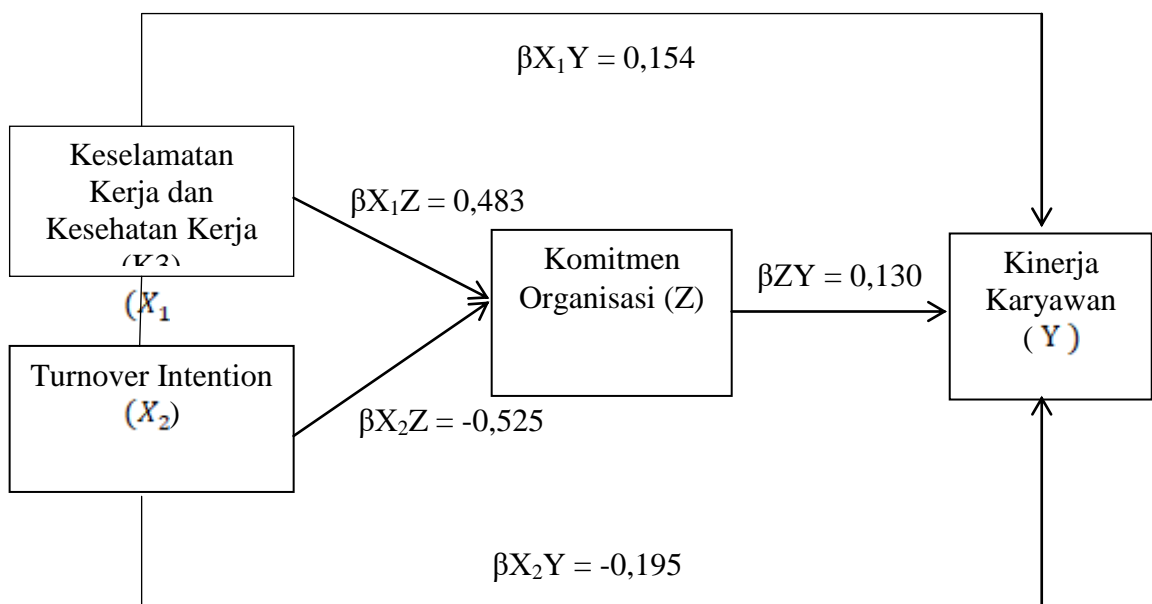 βX₁Y = 0,154
Keselamatan
Kerja dan
Kesehatan Kerja
(K3)
(X₁
βX₁Z = 0,483
Turnover Intention
(X₂)
βX₂Z = -0,525
Komitmen
Organisasi (Z)
βZY = 0,130
Kinerja
Karyawan
( Y )
βX₂Y = -0,195